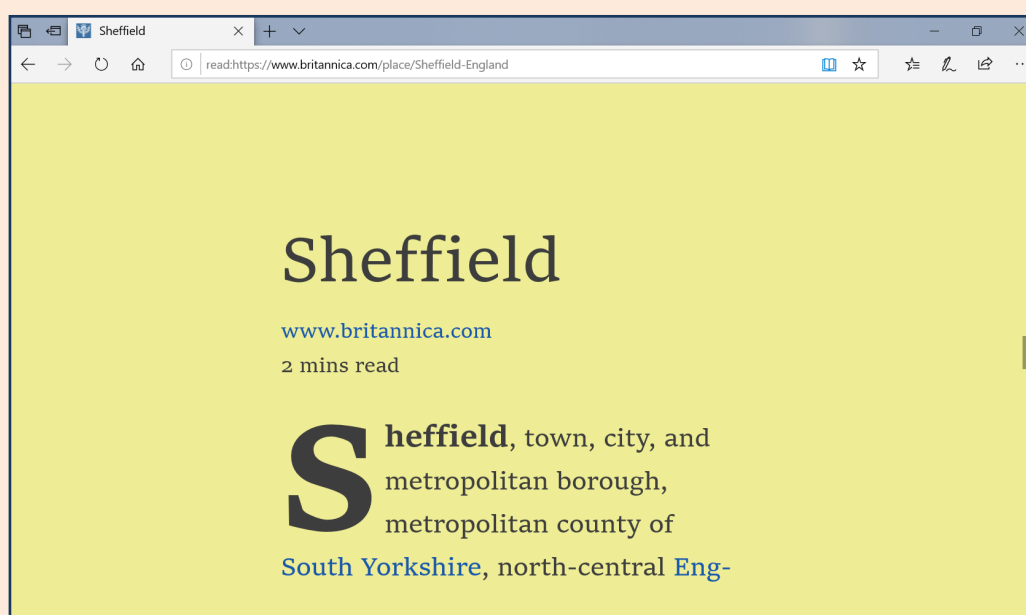 Sheffield
read:https://www.britannica.com/place/Sheffield-England
Sheffield
www.britannica.com
2 mins read
Sheffield, town, city, and
metropolitan borough,
metropolitan county of
South Yorkshire, north-central Eng-